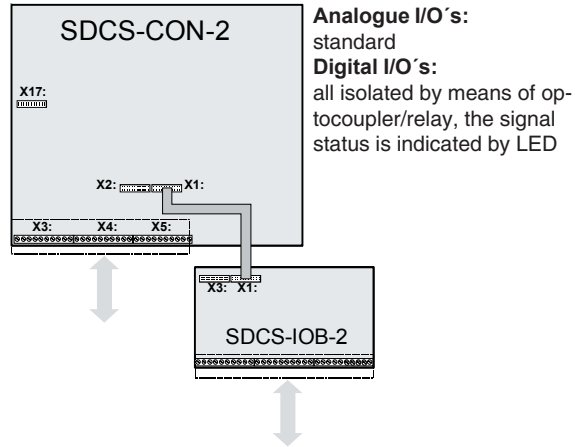 SDCS-CON-2
Analogue I/O´s:
standard
Digital I/O´s:
all isolated by means of op-
tocoupler/relay, the signal
status is indicated by LED
X17:
X2: X1:
X3: X4: X5:
X3: X1:
SDCS-IOB-2